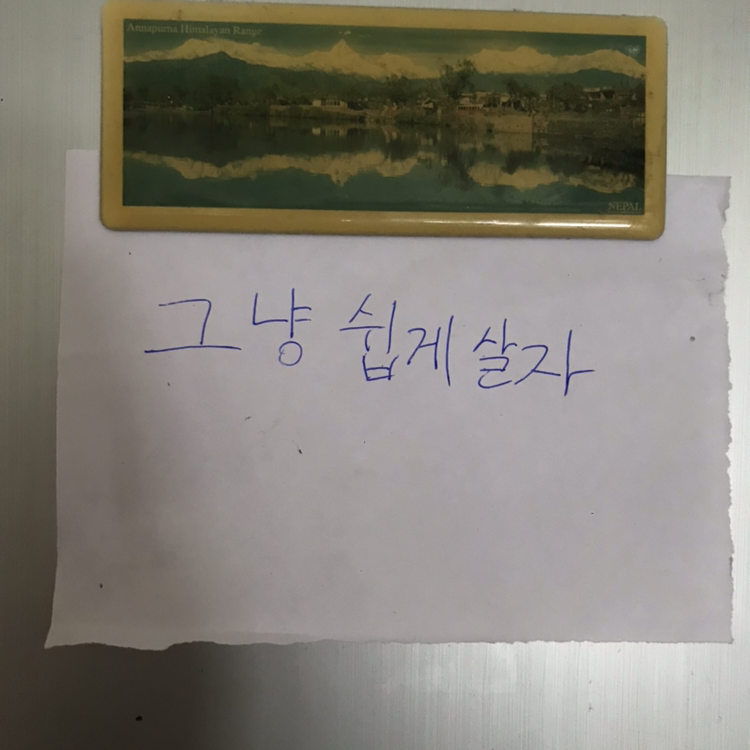 Annapurna Himalayan Range
NEPAL
그냥 쉽게 살자